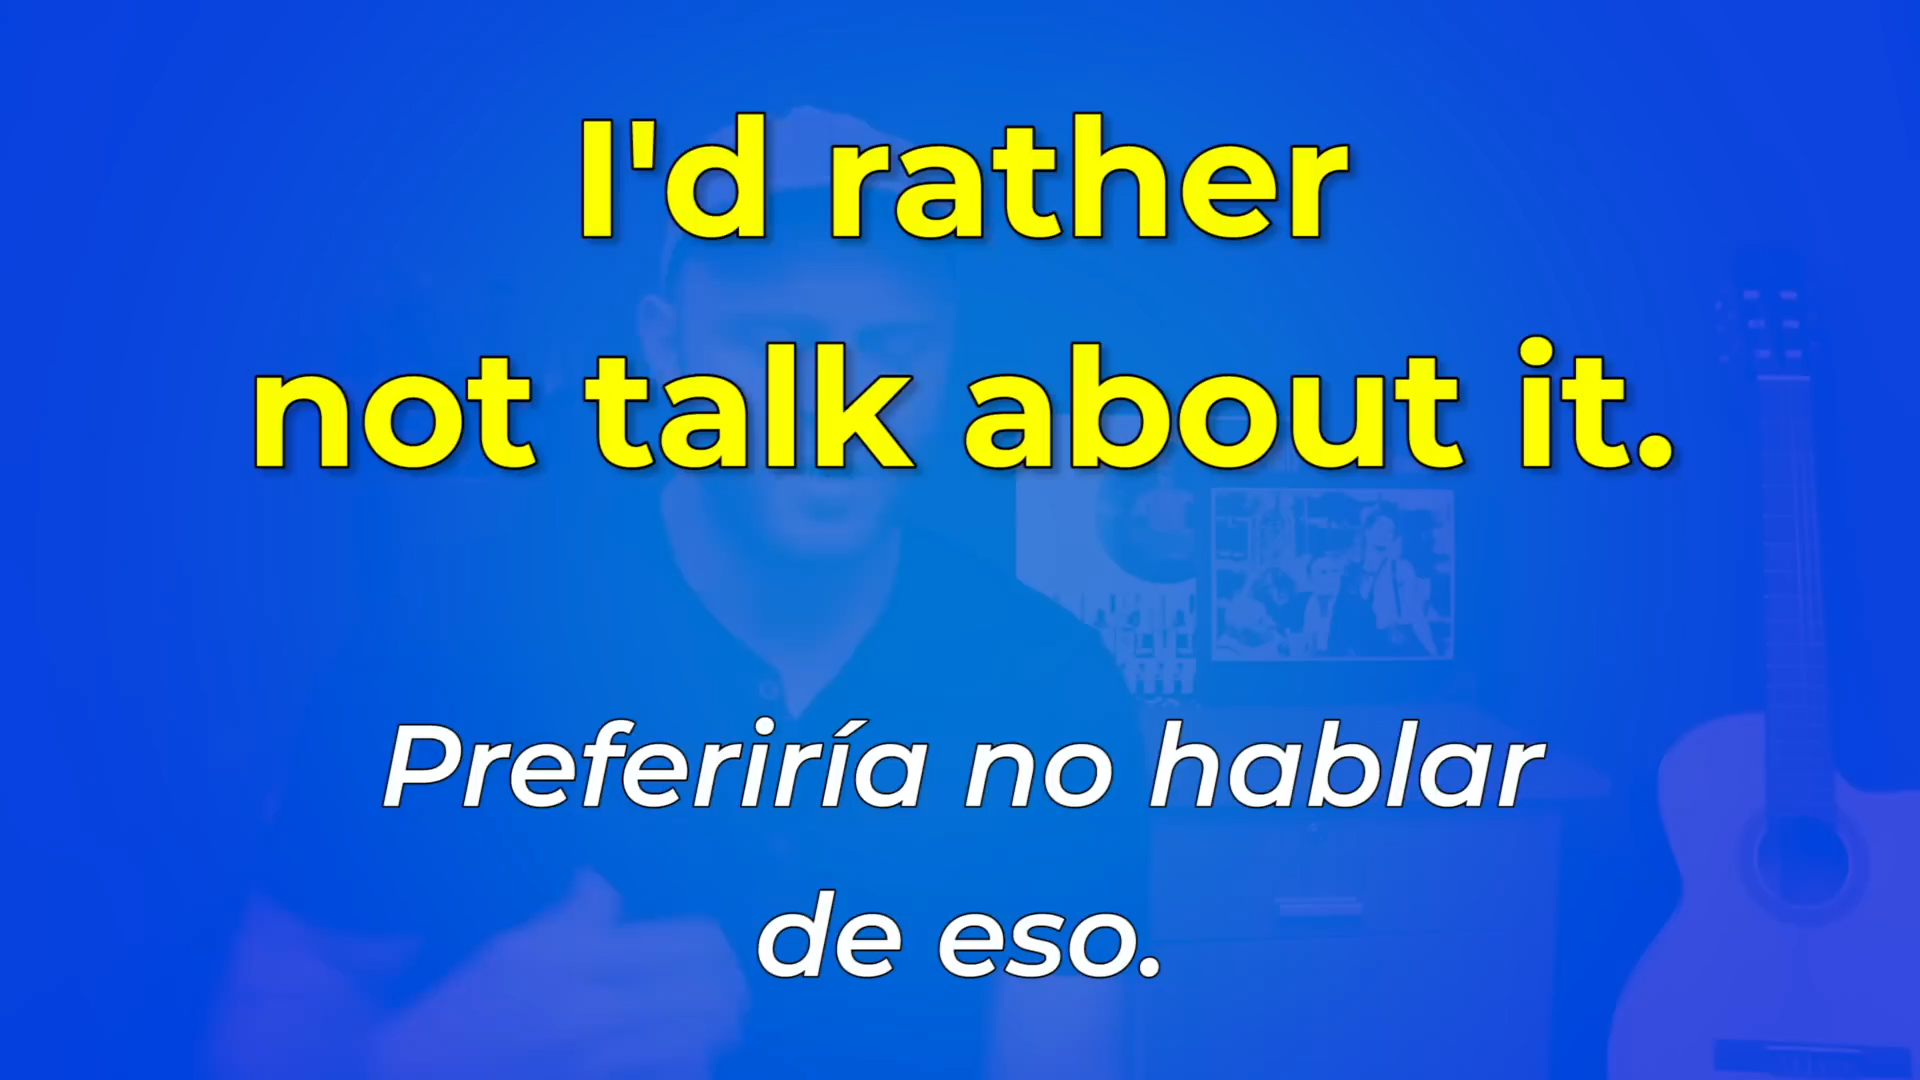 I'd rather
not talk about it.
Preferiría no hablar
de eso.